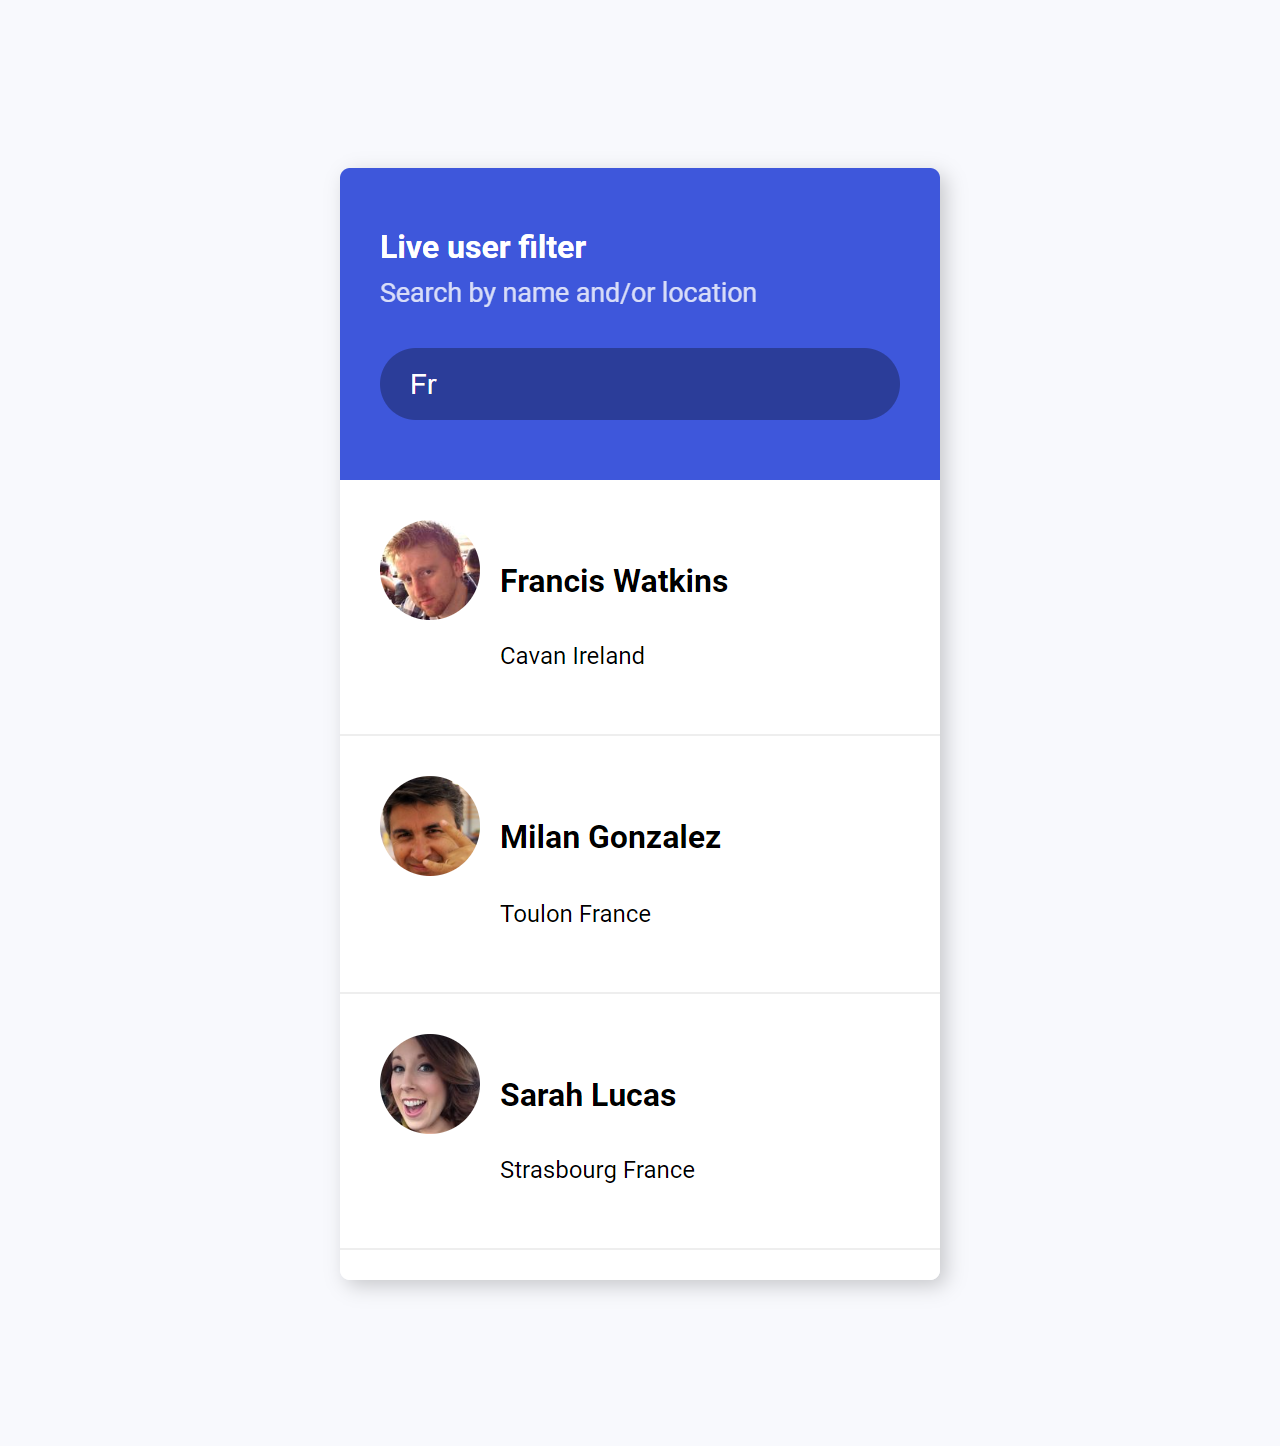 Live user filter
Search by name and/or location
Fr
Francis Watkins
Cavan Ireland
Milan Gonzalez
Toulon France
Sarah Lucas
Strasbourg France